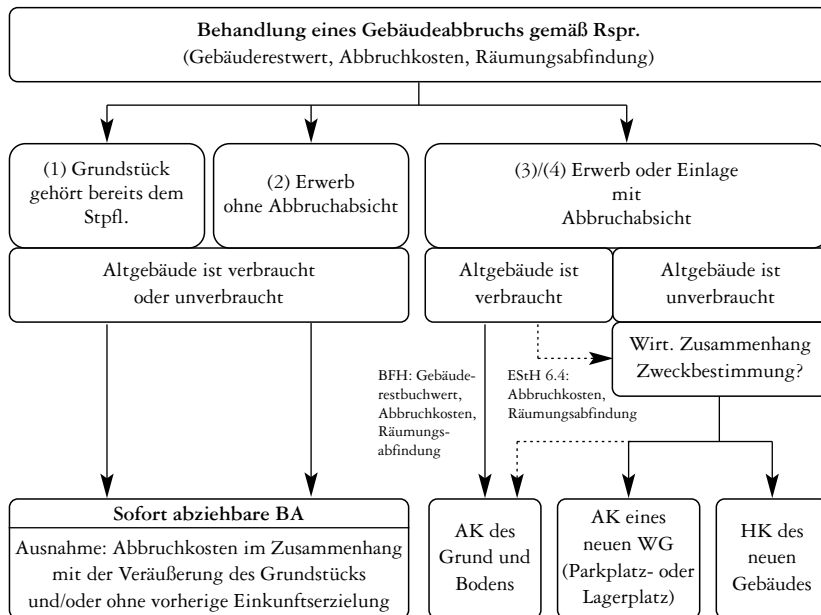 Behandlung eines Gebäudeabbruchs gemäß Rspr.
(Gebäuderestwert, Abbruchkosten, Räumungsabfindung)
(1) Grundstück
gehört bereits dem
Stpfl.
(2) Erwerb
ohne Abbruchabsicht
(3)/(4) Erwerb oder Einlage
mit
Abbruchabsicht
Altgebäude ist verbraucht
oder unverbraucht
Altgebäude ist
verbraucht
Altgebäude ist
unverbraucht
Wirt. Zusammenhang
Zweckbestimmung?
BFH: Gebäude-
restbuchwert,
Abbruchkosten,
Räumungs-
abfindung
EStH 6.4:
Abbruchkosten,
Räumungsabfindung
Sofort abziehbare BA
Ausnahme: Abbruchkosten im Zusammenhang
mit der Veräußerung des Grundstücks
und/oder ohne vorherige Einkunftserzielung
AK des
Grund und
Bodens
AK eines
neuen WG
(Parkplatz- oder
Lagerplatz)
HK des
neuen
Gebäudes